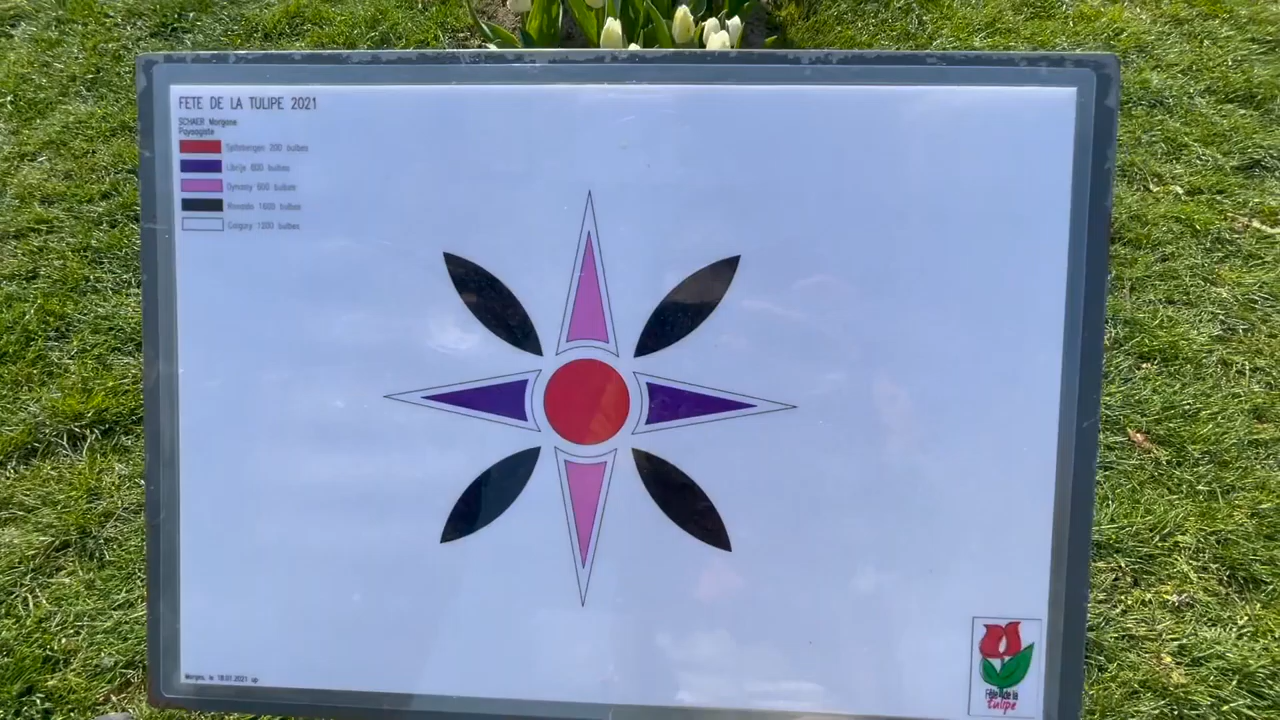 FETE DE LA TULIPE 2021
SCHAER Morgane
Paysagiste
Spitsbergen 200 bulbes
Librije 600 bulbes
Dynasty 600 bulbes
Ronaldo 1600 bulbes
Calgary 1200 bulbes
Morges, le 18.01.2021 sp
Fête de la
tulipe